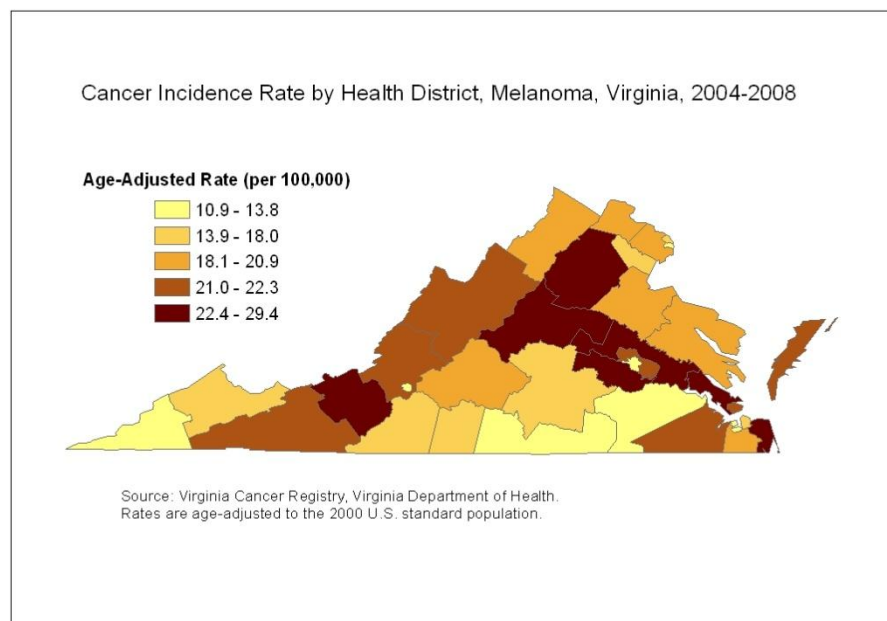 Cancer Incidence Rate by Health District, Melanoma, Virginia, 2004-2008
Age-Adjusted Rate (per 100,000)
10.9 - 13.8
13.9 - 18.0
18.1 - 20.9
21.0 - 22.3
22.4 - 29.4
Source: Virginia Cancer Registry, Virginia Department of Health.
Rates are age-adjusted to the 2000 U.S. standard population.